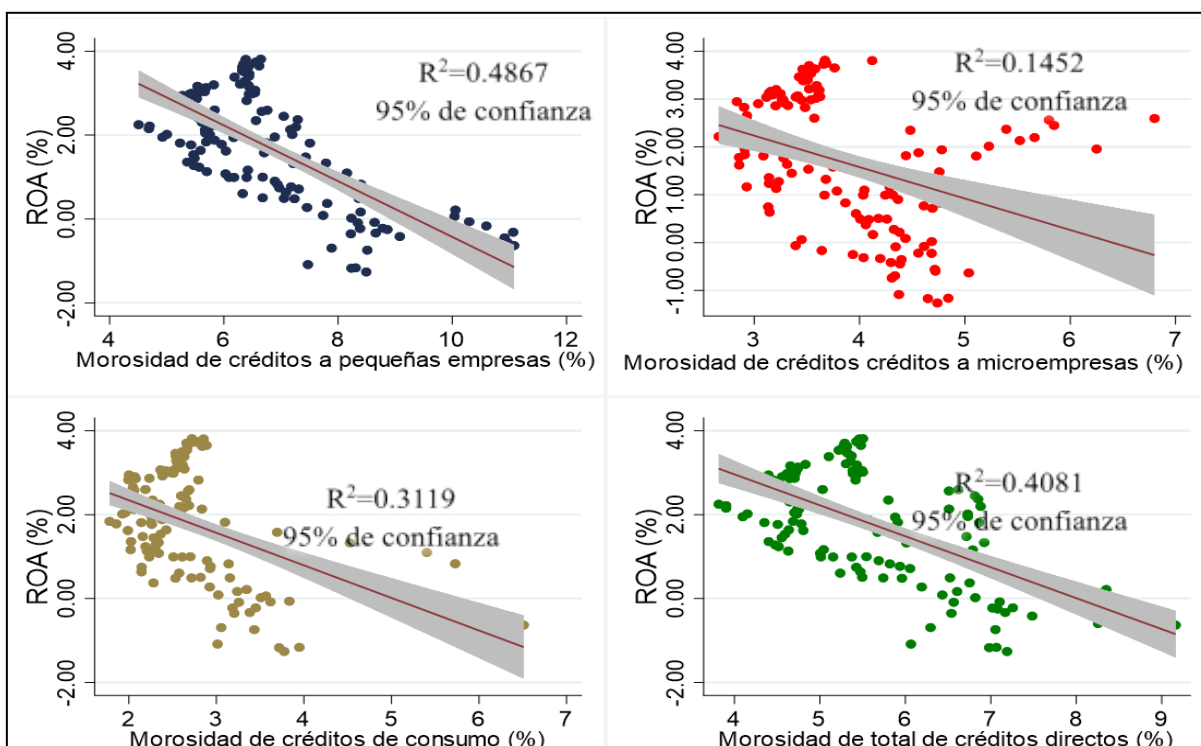 4.00
2.00
0.00
-2.00
ROA (%)
R²=0.4867
95% de confianza
4 6 8 10 12
Morosidad de créditos a pequeñas empresas (%)
4.00
3.00
2.00
1.00
0.00
-1.00
ROA (%)
R²=0.1452
95% de confianza
3 4 5 6 7
Morosidad de créditos créditos a microempresas (%)
4.00
2.00
0.00
-2.00
ROA (%)
R²=0.3119
95% de confianza
2 3 4 5 6 7
Morosidad de créditos de consumo (%)
4.00
2.00
0.00
-2.00
ROA (%)
R²=0.4081
95% de confianza
4 5 6 7 8 9
Morosidad de total de créditos directos (%)